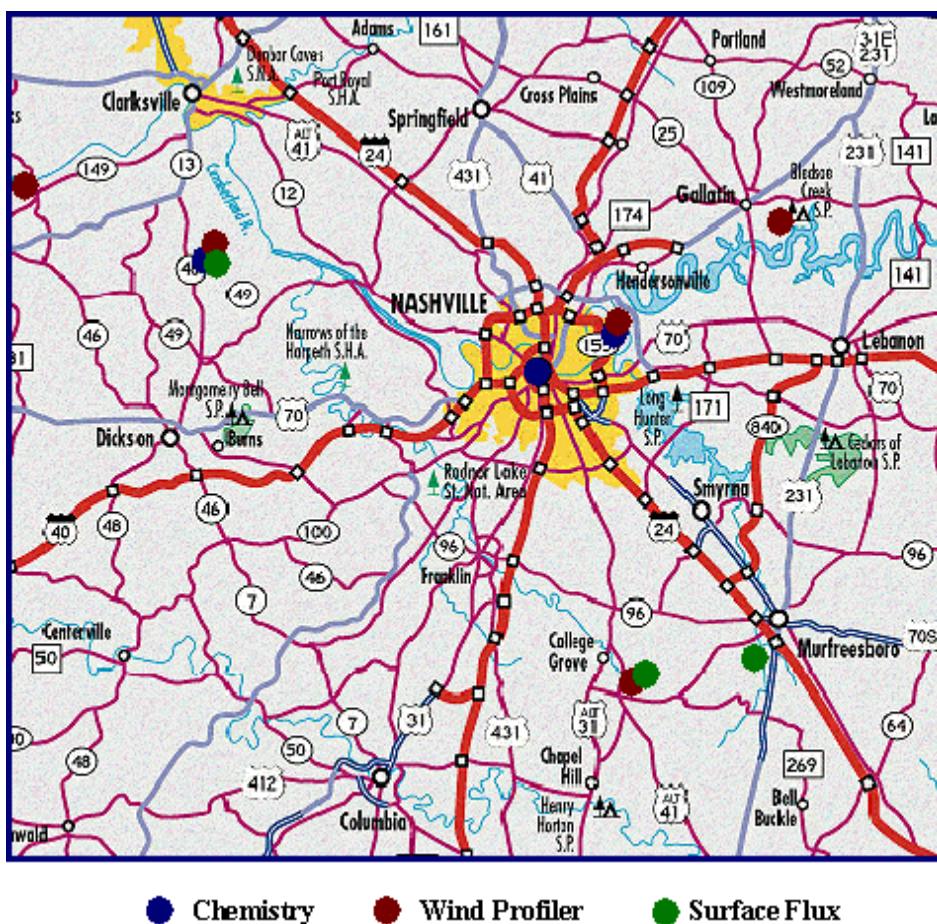 Adams
161
Portland
3-1E
231
Dunbar Caves
S.N.A.
Port Royal
S.H.A.
Cross Plains
52
Westmoreland
Clarksville
109
Springfield
ALT
41
24
25
231
141
149
13
12
431
41
Gallatin
Bledsoe
Creek
S.P.
174
Cumberland R.
Hendersonville
141
49
NASHVILLE
46
49
Narrows of the
Harpeth S.H.A.
155
70
Lebanon
Montgomery Bell
S.P.
70
70
Long
Hunter
S.P.
171
840
Dickson
Burns
Cedars of
Lebanon S.P.
Radnor Lake
St. Nat. Area
Smyrna
231
40
48
46
100
24
96
96
46
Franklin
7
96
Centerville
College
Grove
70S
50
Murfreesboro
7
31
ALT
31
50
431
64
48
412
Chapel
Hill
269
Columbia
Henry
Horton
S.P.
ALT
41
Bell
Buckle
Chemistry
Wind Profiler
Surface Flux